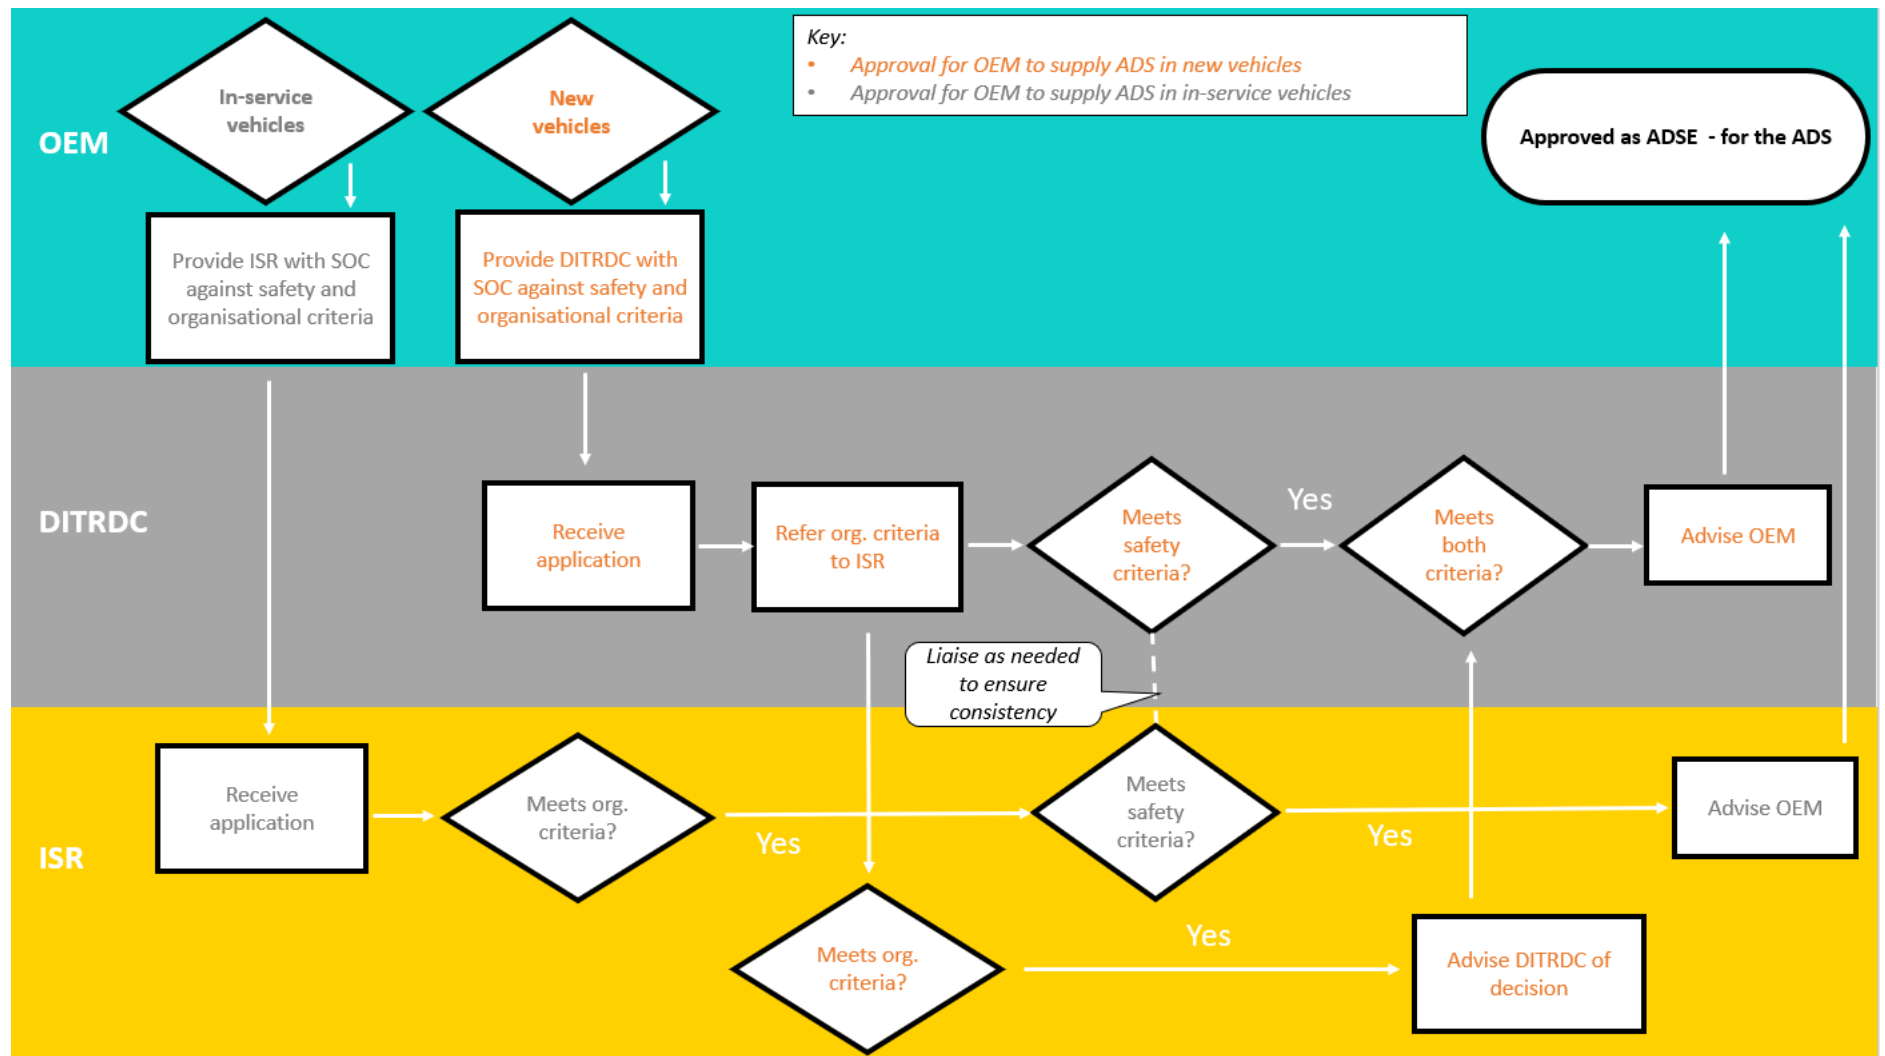 Key:
• Approval for OEM to supply ADS in new vehicles
• Approval for OEM to supply ADS in in-service vehicles
OEM
In-service
vehicles
New
vehicles
Approved as ADSE - for the ADS
Provide ISR with SOC
against safety and
organisational criteria
Provide DITRDC with
SOC against safety and
organisational criteria
DITRDC
Receive
application
Refer org. criteria
to ISR
Meets
safety
criteria?
Yes
Meets
both
criteria?
Advise OEM
Liaise as needed
to ensure
consistency
ISR
Receive
application
Meets org.
criteria?
Yes
Meets
safety
criteria?
Yes
Advise OEM
Meets org.
criteria?
Yes
Advise DITRDC of
decision